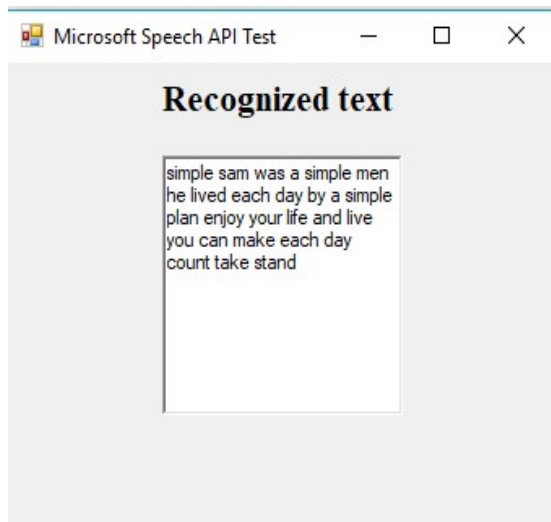 Microsoft Speech API Test
Recognized text
simple sam was a simple men
he lived each day by a simple
plan enjoy your life and live
you can make each day
count take stand